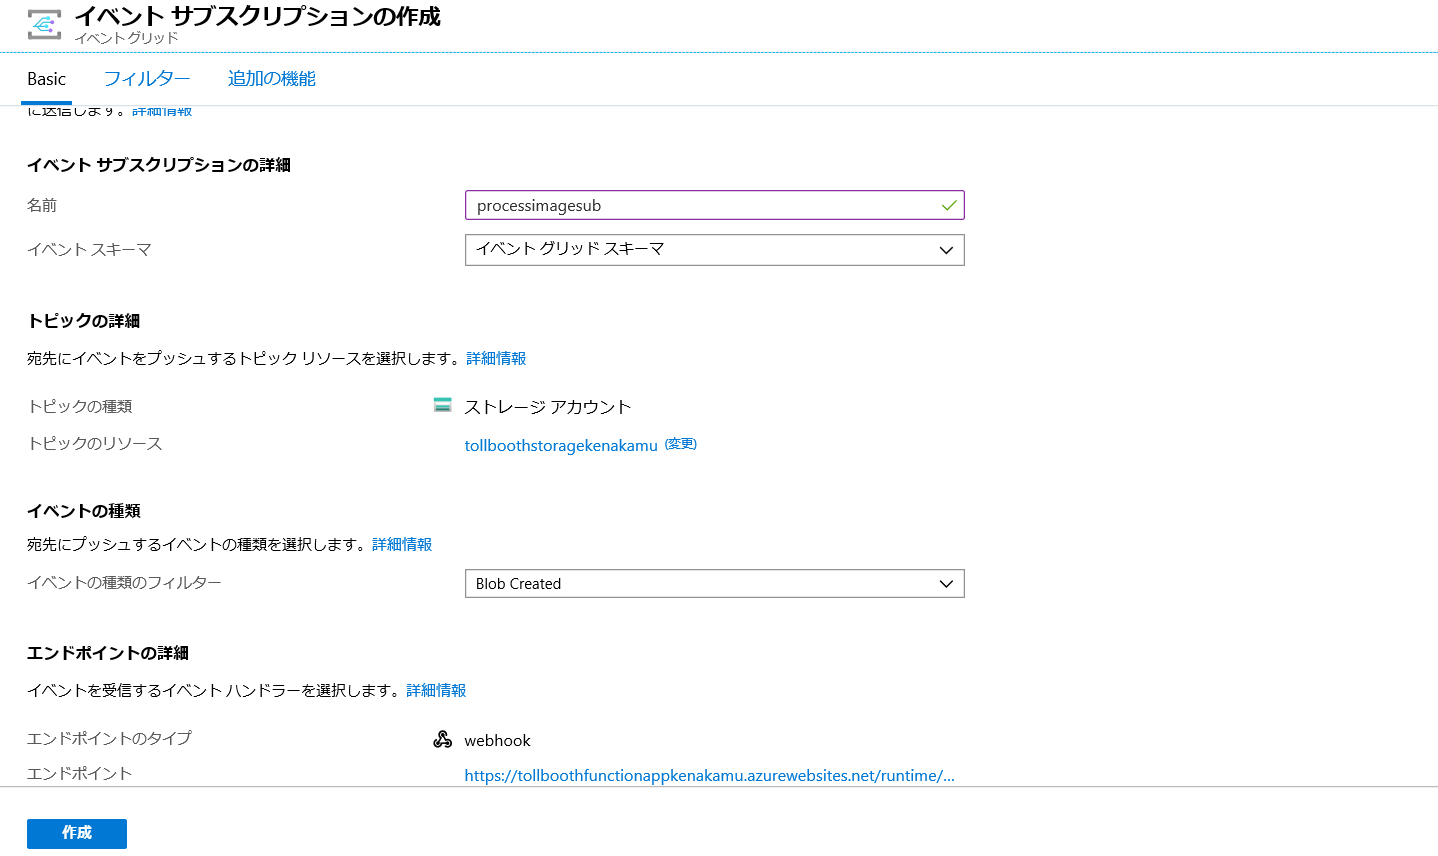 イベント サブスクリプションの作成
イベント グリッド
Basic フィルター 追加の機能
に送信します。詳細情報
イベント サブスクリプションの詳細
名前 processimagesub
イベント スキーマ イベント グリッド スキーマ
トピックの詳細
宛先にイベントをプッシュするトピック リソースを選択します。詳細情報
トピックの種類 ストレージ アカウント
トピックのリソース tollboothstoragekenakamu (変更)
イベントの種類
宛先にプッシュするイベントの種類を選択します。詳細情報
イベントの種類のフィルター Blob Created
エンドポイントの詳細
イベントを受信するイベント ハンドラーを選択します。詳細情報
エンドポイントのタイプ webhook
エンドポイント https://tollboothfunctionappkenakamu.azurewebsites.net/runtime/...
作成